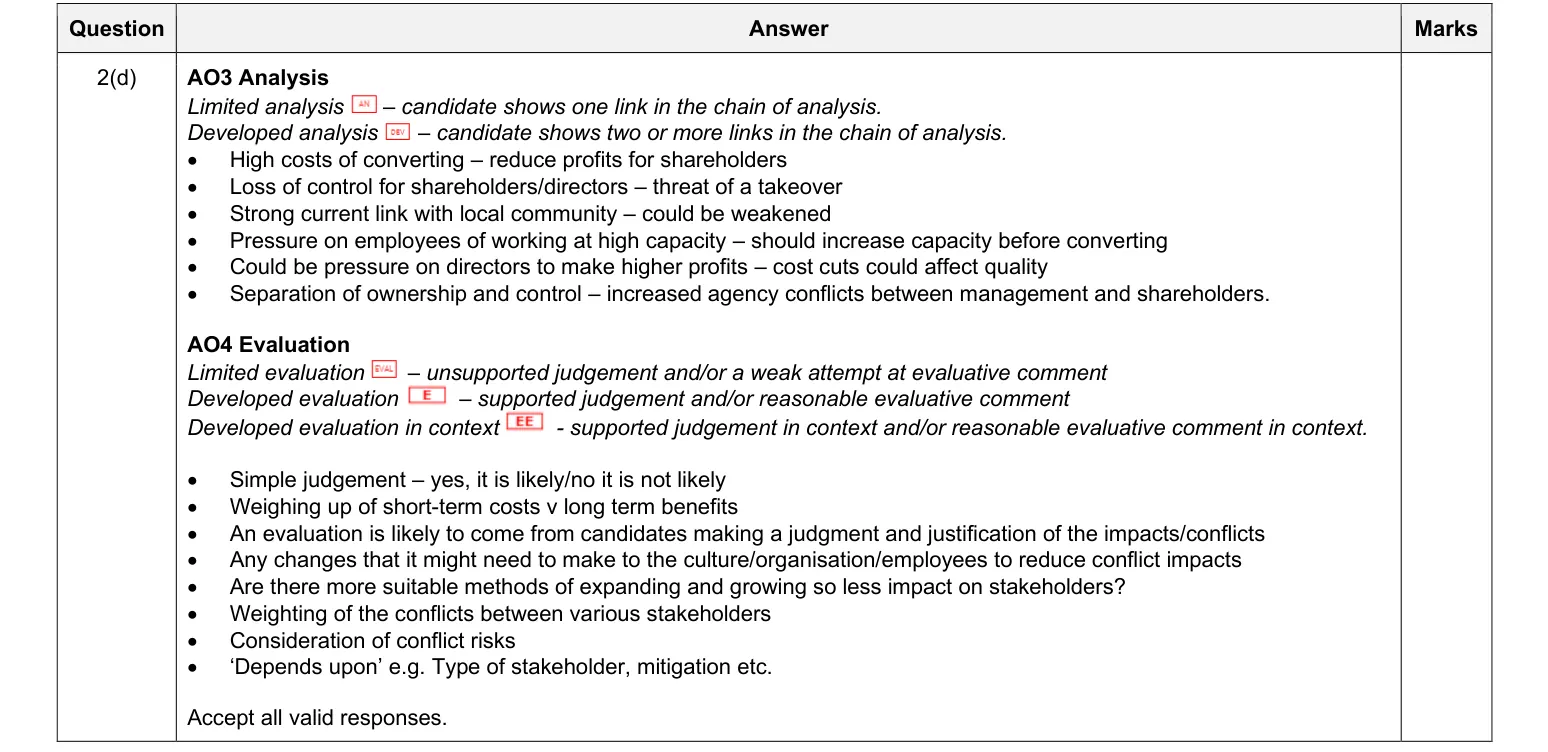 Question Answer Marks
2(d)
AO3 Analysis
Limited analysis AN – candidate shows one link in the chain of analysis.
Developed analysis DEV – candidate shows two or more links in the chain of analysis.
• High costs of converting – reduce profits for shareholders
• Loss of control for shareholders/directors – threat of a takeover
• Strong current link with local community – could be weakened
• Pressure on employees of working at high capacity – should increase capacity before converting
• Could be pressure on directors to make higher profits – cost cuts could affect quality
• Separation of ownership and control – increased agency conflicts between management and shareholders.
AO4 Evaluation
Limited evaluation EVAL – unsupported judgement and/or a weak attempt at evaluative comment
Developed evaluation E – supported judgement and/or reasonable evaluative comment
Developed evaluation in context EE - supported judgement in context and/or reasonable evaluative comment in context.
• Simple judgement – yes, it is likely/no it is not likely
• Weighing up of short-term costs v long term benefits
• An evaluation is likely to come from candidates making a judgment and justification of the impacts/conflicts
• Any changes that it might need to make to the culture/organisation/employees to reduce conflict impacts
• Are there more suitable methods of expanding and growing so less impact on stakeholders?
• Weighting of the conflicts between various stakeholders
• Consideration of conflict risks
• ‘Depends upon’ e.g. Type of stakeholder, mitigation etc.
Accept all valid responses.